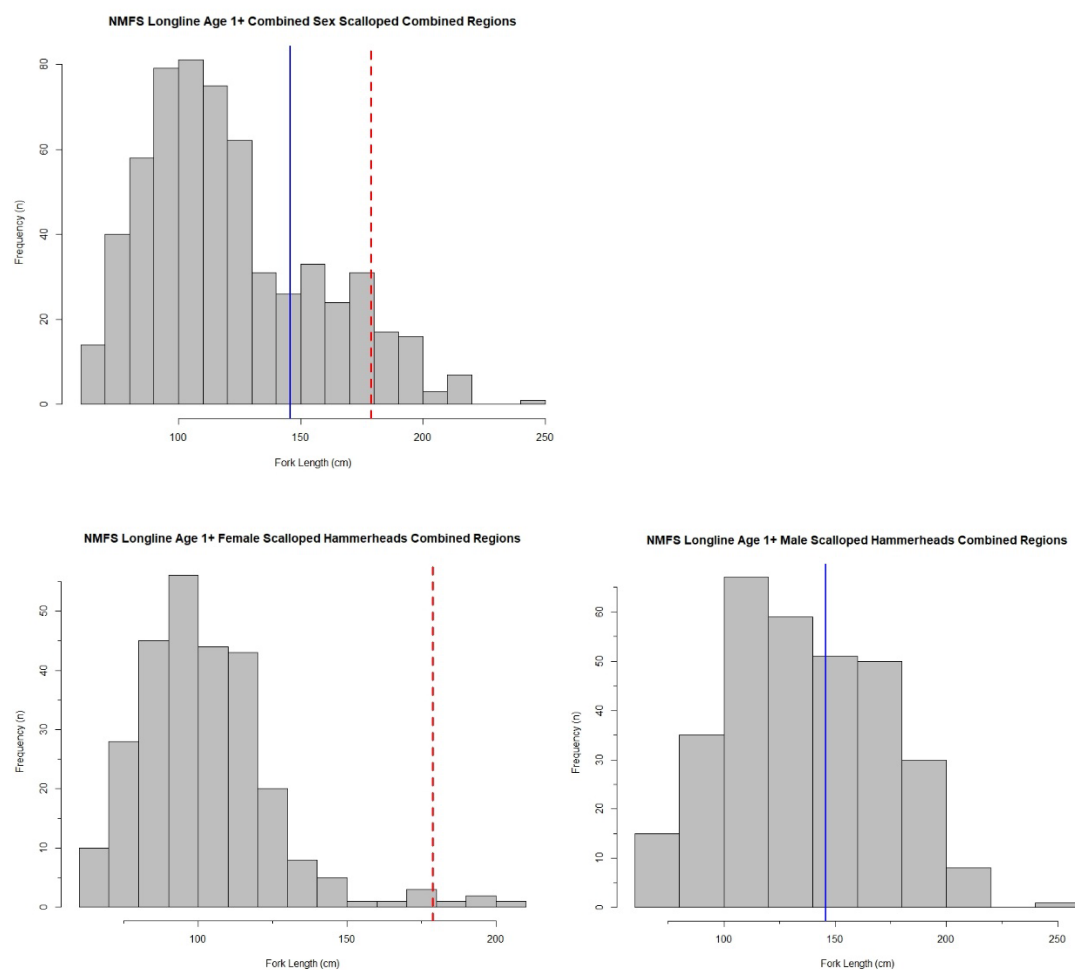 NMFS Longline Age 1+ Combined Sex Scalloped Combined Regions
Frequency (n)
80
60
40
20
0
100 150 200 250
Fork Length (cm)
NMFS Longline Age 1+ Female Scalloped Hammerheads Combined Regions
Frequency (n)
50
40
30
20
10
0
100 150 200
Fork Length (cm)
NMFS Longline Age 1+ Male Scalloped Hammerheads Combined Regions
Frequency (n)
60
50
40
30
20
10
0
100 150 200 250
Fork Length (cm)